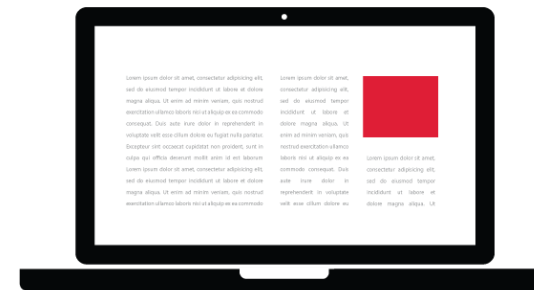 Lorem ipsum dolor sit amet, consectetur adipisicing elit,
sed do eiusmod tempor incididunt ut labore et dolore
magna aliqua. Ut enim ad minim veniam, quis nostrud
exercitation ullamco laboris nisi ut aliquip ex ea commodo
consequat. Duis aute irure dolor in reprehenderit in
voluptate velit esse cillum dolore eu fugiat nulla pariatur.
Excepteur sint occaecat cupidatat non proident, sunt in
culpa qui officia deserunt mollit anim id est laborum
Lorem ipsum dolor sit amet, consectetur adipisicing elit,
sed do eiusmod tempor incididunt ut labore et dolore
magna aliqua. Ut enim ad minim veniam, quis nostrud
exercitation ullamco laboris nisi ut aliquip ex ea commodo
Lorem ipsum dolor sit amet,
consectetur adipisicing elit,
sed do eiusmod tempor
incididunt ut labore et
dolore magna aliqua. Ut
enim ad minim veniam, quis
nostrud exercitation ullamco
laboris nisi ut aliquip ex ea
commodo consequat. Duis
aute irure dolor in
reprehenderit in voluptate
velit esse cillum dolore eu
Lorem ipsum dolor sit amet,
consectetur adipisicing elit,
sed do eiusmod tempor
incididunt ut labore et
dolore magna aliqua. Ut